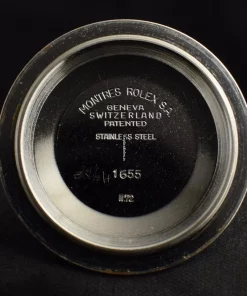 MONTRES ROLEX S.A.
GENEVA
SWITZERLAND
PATENTED
STAINLESS STEEL
1655